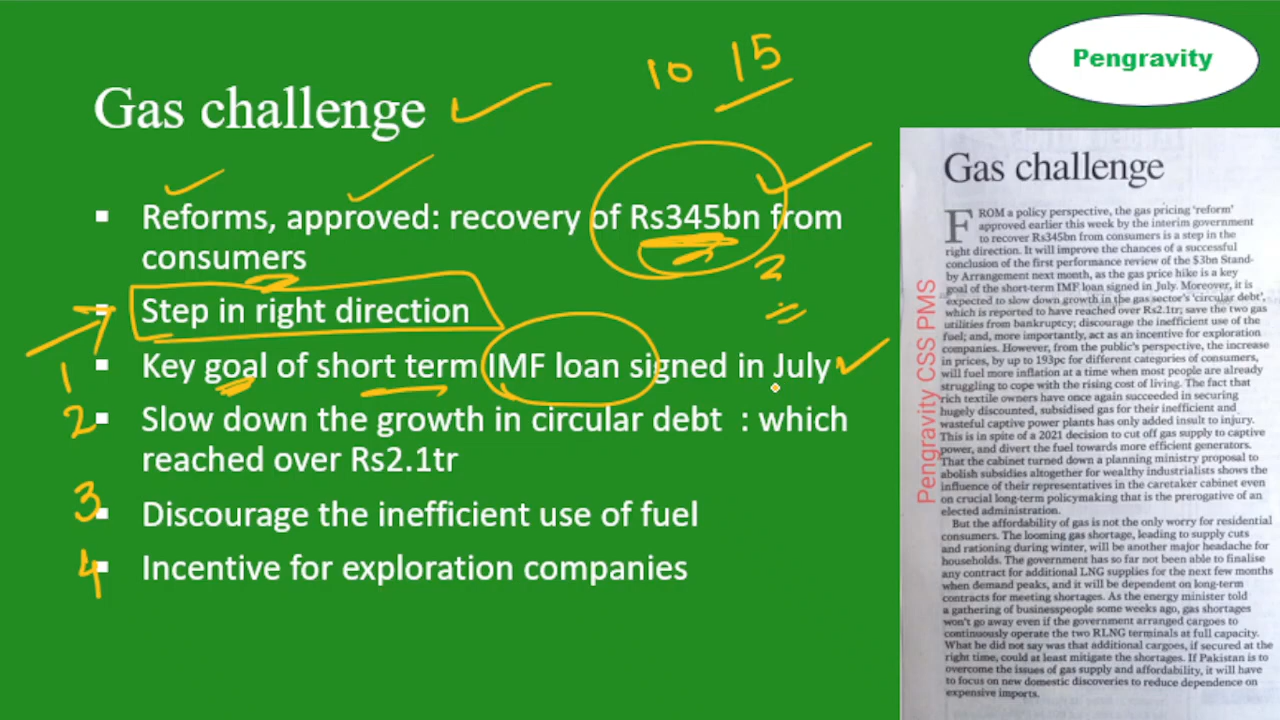 10 15
Pengravity
Gas challenge
Reforms, approved: recovery of Rs345bn from
consumers
2
Step in right direction
1 Key goal of short term IMF loan signed in July
2 Slow down the growth in circular debt : which
reached over Rs2.1tr
3 Discourage the inefficient use of fuel
4 Incentive for exploration companies
Gas challenge
FROM a policy perspective, the gas pricing ‘reform’
approved earlier this week by the interim government
to recover Rs345bn from consumers is a step in the
right direction. It will improve the chances of a successful
conclusion of the first performance review of the $3bn Stand-
by Arrangement next month, as the gas price hike is a key
goal of the short-term IMF loan signed in July. Moreover, it is
expected to slow down growth in the gas sector’s ‘circular debt’,
which is reported to have reached over Rs2.1tr; save the two gas
utilities from bankruptcy; discourage the inefficient use of the
fuel; and, more importantly, act as an incentive for exploration
companies. However, from the public’s perspective, the increase
in prices, by up to 193pc for different categories of consumers,
will fuel more inflation at a time when most people are already
struggling to cope with the rising cost of living. The fact that
rich textile owners have once again succeeded in securing
hugely discounted, subsidised gas for their inefficient and
wasteful captive power plants has only added insult to injury.
This is in spite of a 2021 decision to cut off gas supply to captive
power, and divert the fuel towards more efficient generators.
That the cabinet turned down a planning ministry proposal to
abolish subsidies altogether for wealthy industrialists shows the
influence of their representatives in the caretaker cabinet even
on crucial long-term policymaking that is the prerogative of an
elected administration.
But the affordability of gas is not the only worry for residential
consumers. The looming gas shortage, leading to supply cuts
and rationing during winter, will be another major headache for
households. The government has so far not been able to finalise
any contract for additional LNG supplies for the next few months
when demand peaks, and it will be dependent on long-term
contracts for meeting shortages. As the energy minister told
a gathering of businesspeople some weeks ago, gas shortages
won’t go away even if the government arranged cargoes to
continuously operate the two RLNG terminals at full capacity.
What he did not say was that additional cargoes, if secured at the
right time, could at least mitigate the shortages. If Pakistan is to
overcome the issues of gas supply and affordability, it will have
to focus on new domestic discoveries to reduce dependence on
expensive imports.
Pengravity CSS PMS